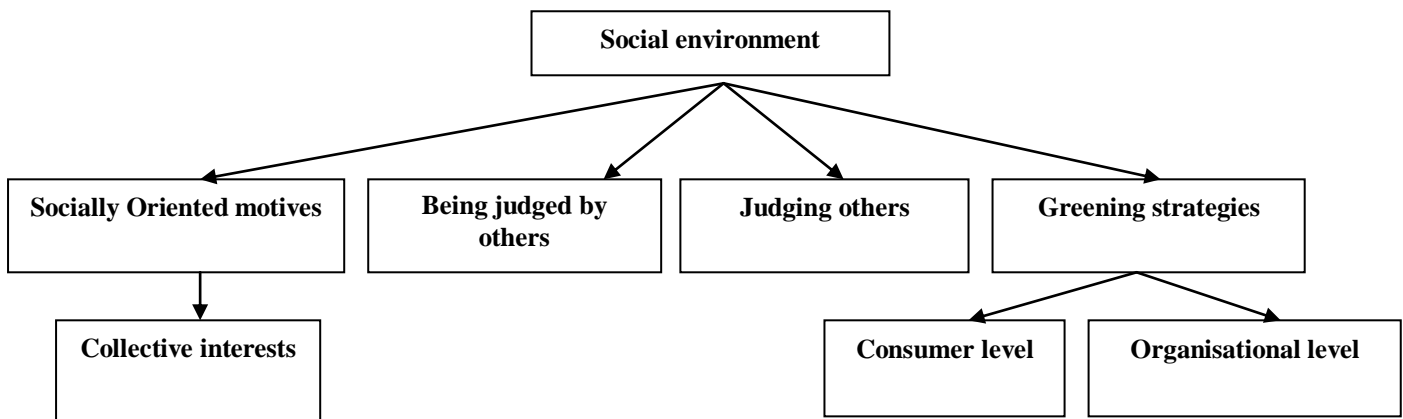 Social environment
Socially Oriented motives
Being judged by
others
Judging others
Greening strategies
Collective interests
Consumer level
Organisational level